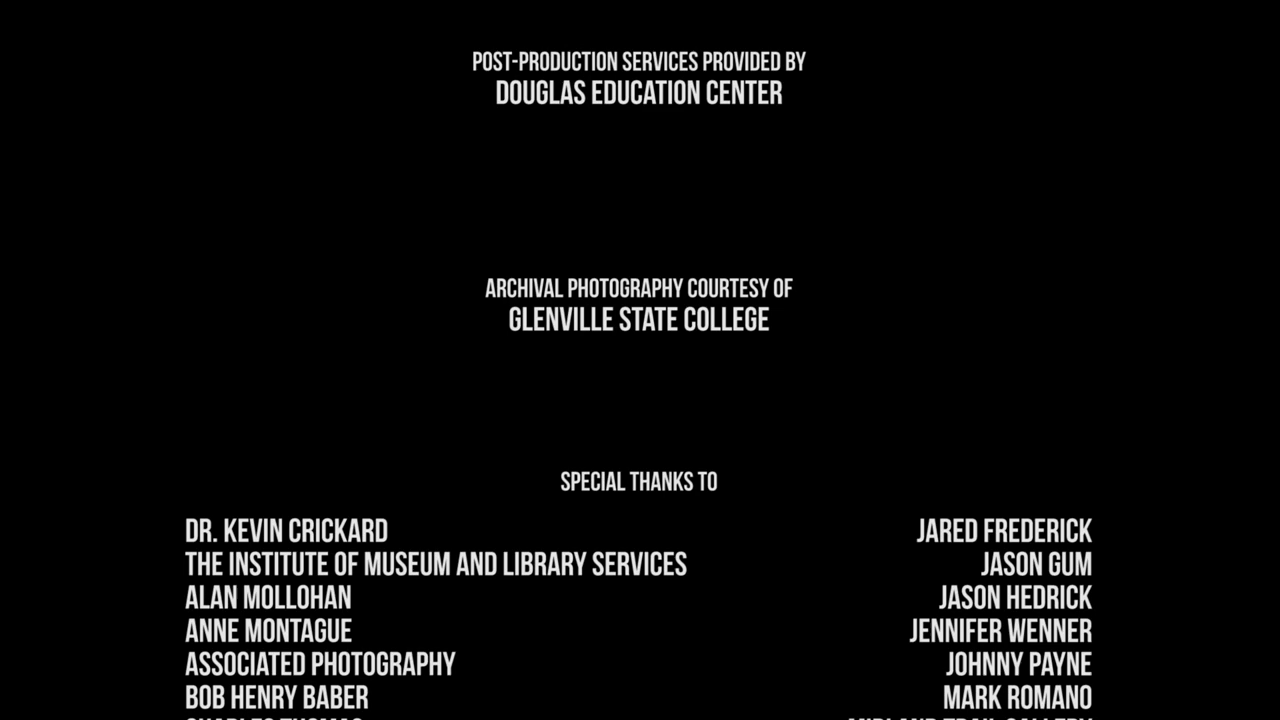 POST-PRODUCTION SERVICES PROVIDED BY
DOUGLAS EDUCATION CENTER
ARCHIVAL PHOTOGRAPHY COURTESY OF
GLENVILLE STATE COLLEGE
SPECIAL THANKS TO
DR. KEVIN CRICKARD JARED FREDERICK
THE INSTITUTE OF MUSEUM AND LIBRARY SERVICES JASON GUM
ALAN MOLLOHAN JASON HEDRICK
ANNE MONTAGUE JENNIFER WENNER
ASSOCIATED PHOTOGRAPHY JOHNNY PAYNE
BOB HENRY BABER MARK ROMANO